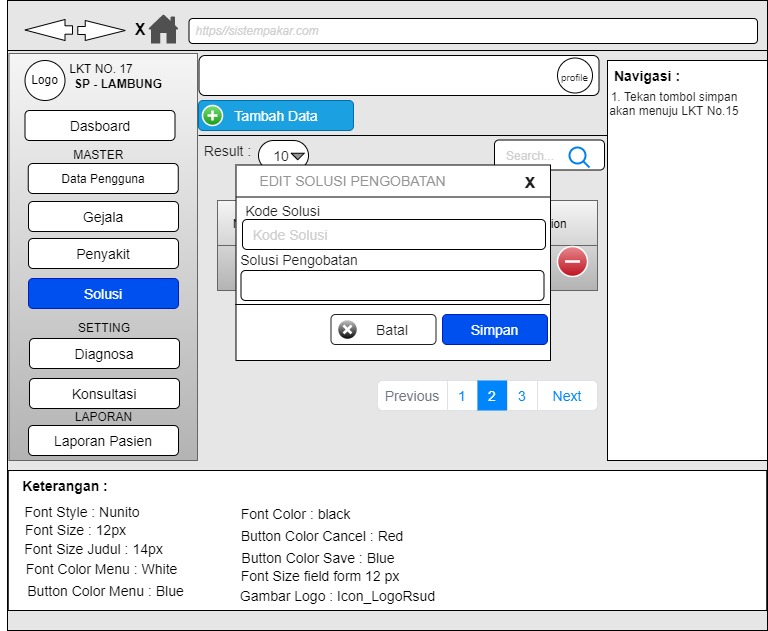 X
https//sistempakar.com
Logo
LKT NO. 17
SP - LAMBUNG
Dasboard
MASTER
Data Pengguna
Gejala
Penyakit
Solusi
SETTING
Diagnosa
Konsultasi
LAPORAN
Laporan Pasien
profile
Tambah Data
Result :
10
Search...
EDIT SOLUSI PENGOBATAN
X
Kode Solusi
Kode Solusi
Solusi Pengobatan
Batal
Simpan
ion
Previous
1
2
3
Next
Navigasi :
1. Tekan tombol simpan
akan menuju LKT No.15
Keterangan :
Font Style : Nunito
Font Size : 12px
Font Size Judul : 14px
Font Color Menu : White
Button Color Menu : Blue
Font Color : black
Button Color Cancel : Red
Button Color Save : Blue
Font Size field form 12 px
Gambar Logo : Icon_LogoRsud